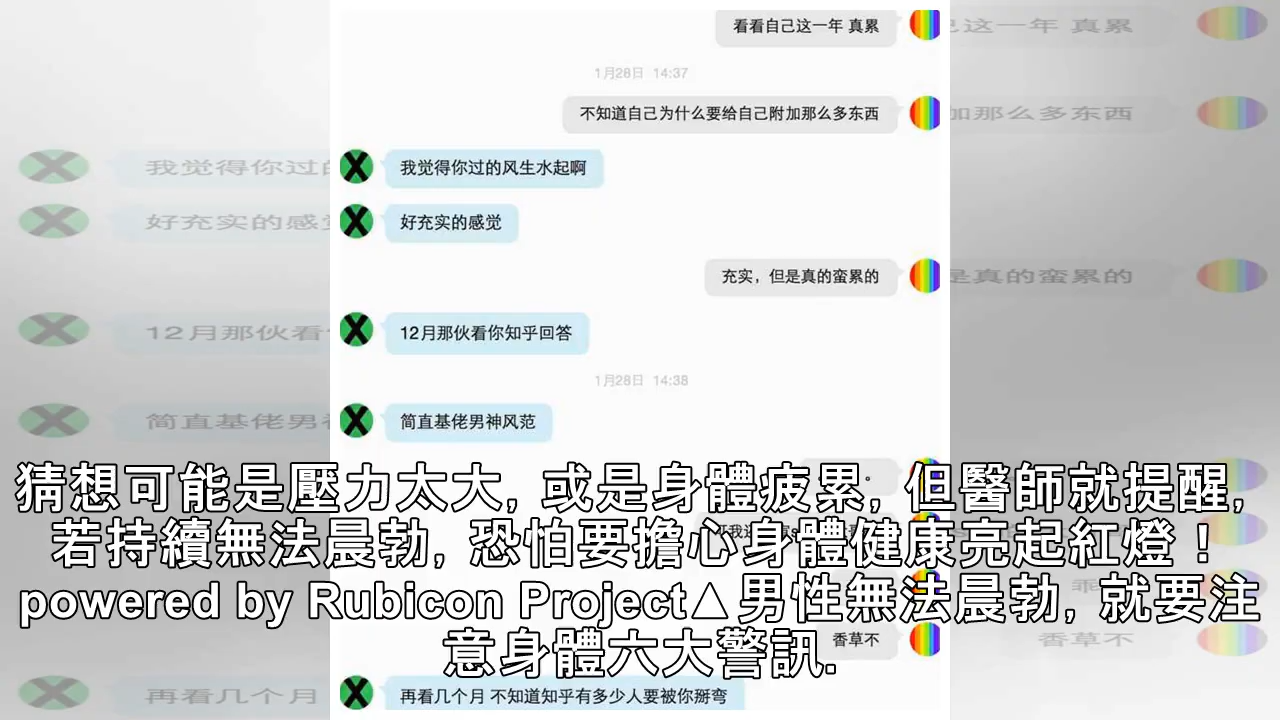 看看自己这一年 真累
1月28日 14:37
不知道自己为什么要给自己附加那么多东西
我觉得你过的风生水起啊
好充实的感觉
充实，但是真的蛮累的
12月那伙看你知乎回答
1月28日 14:38
简直基佬男神风范
猜想可能是壓力太大, 或是身體疲累; 但醫師就提醒,
若持續無法晨勃, 恐怕要擔心身體健康亮起紅燈！
powered by Rubicon Project▲男性無法晨勃, 就要注
意身體六大警訊.
香草不
再看几个月 不知道知乎有多少人要被你掰弯